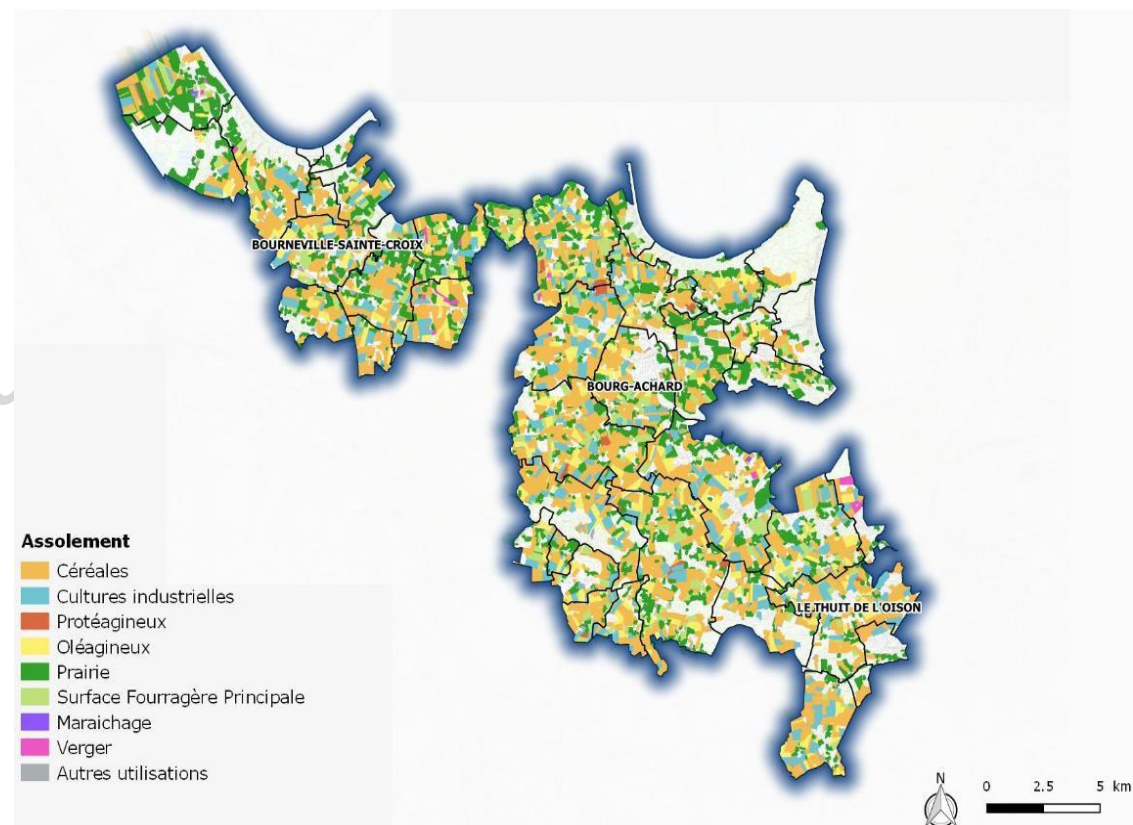 BOURNEVILLE-SAINTE-CROIX
BOURG-ACHARD
LE THUIT DE L'OISON
Assolement
Céréales
Cultures industrielles
Protéagineux
Oléagineux
Prairie
Surface Fourragère Principale
Maraichage
Verger
Autres utilisations
N
0 2.5 5 km